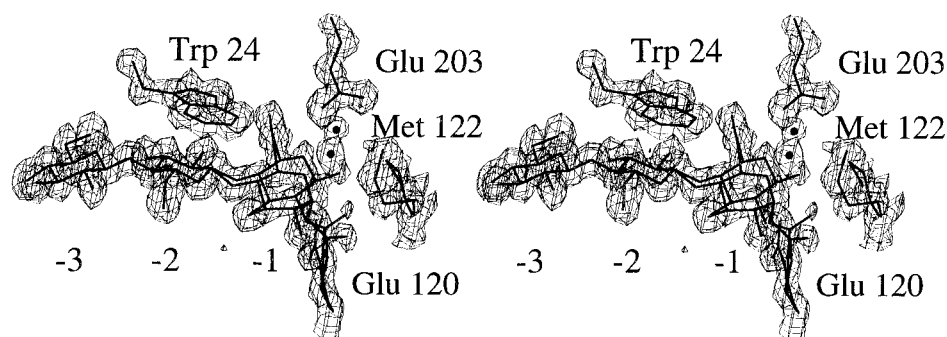 Trp 24 Trp 24
Glu 203 Glu 203
Met 122 Met 122
-3 -2 -1 -3 -2 -1
Glu 120 Glu 120